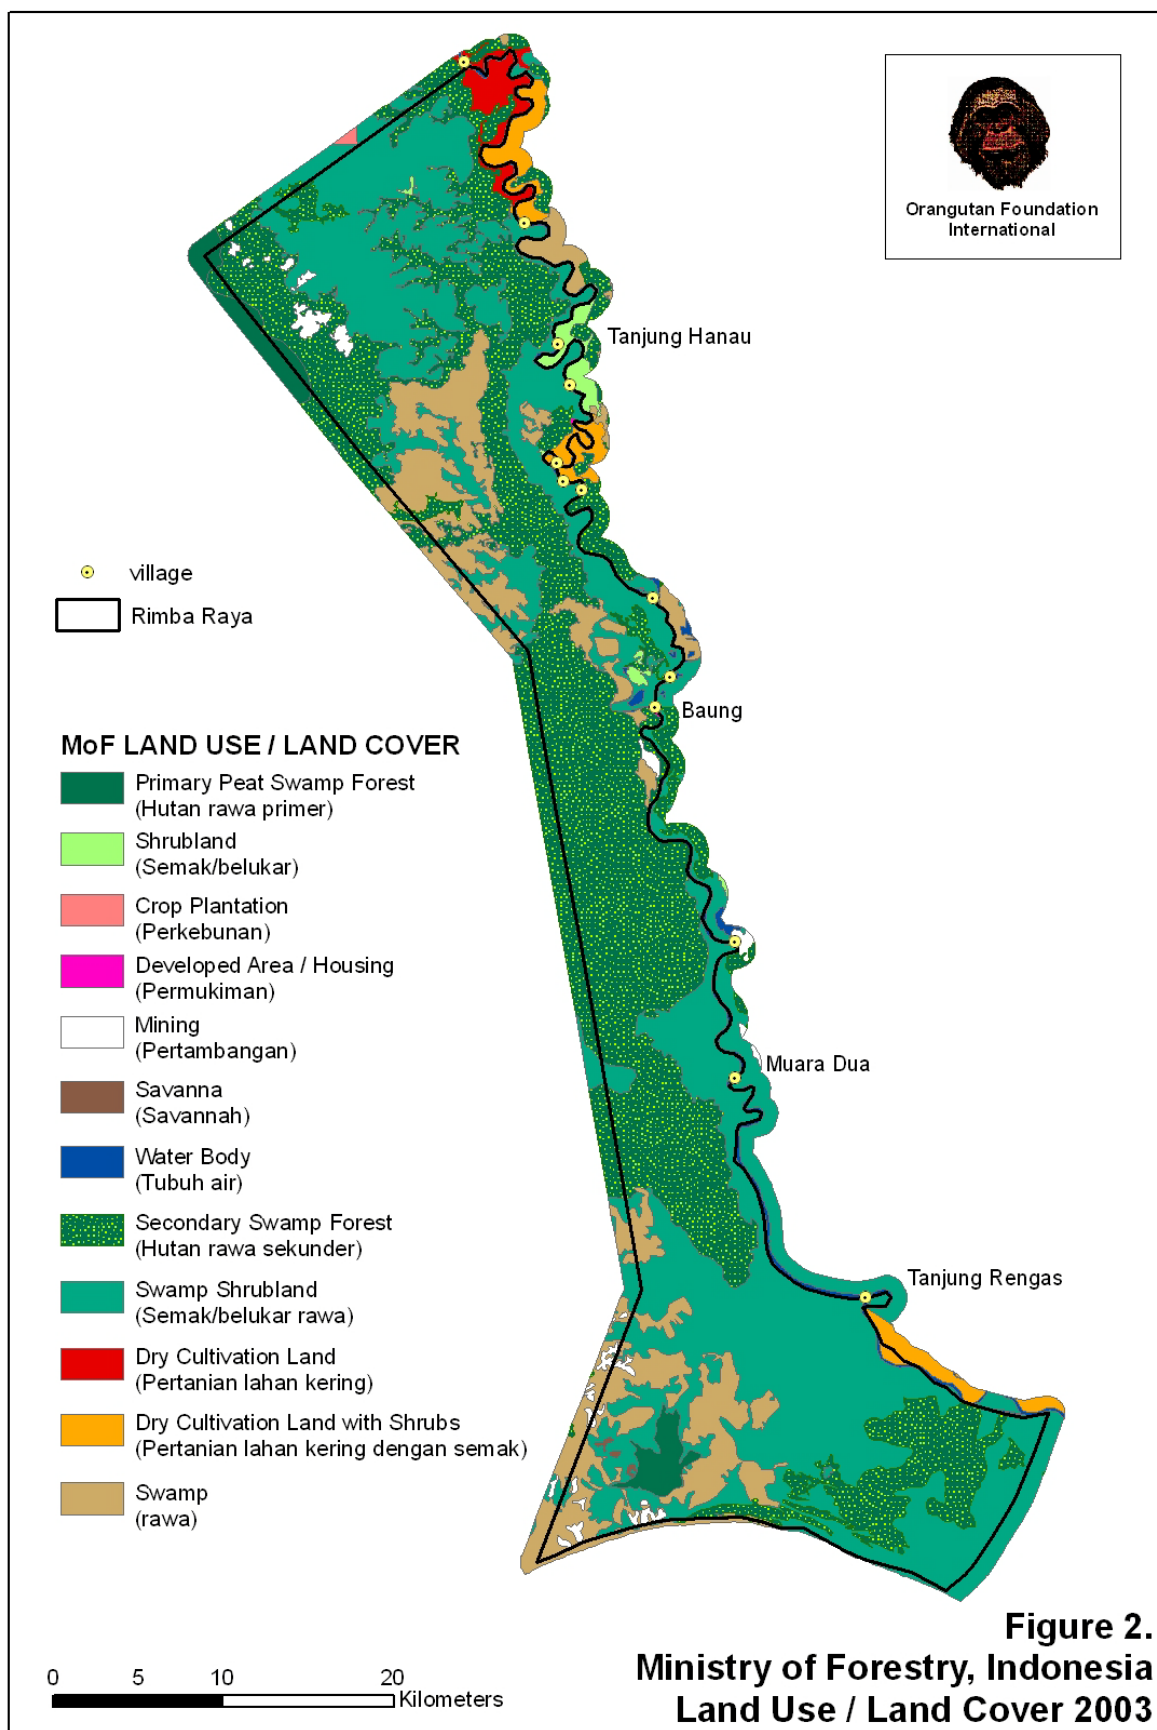 Orangutan Foundation
International
Tanjung Hanau
village
Rimba Raya
Baung
MoF LAND USE / LAND COVER
Primary Peat Swamp Forest
(Hutan rawa primer)
Shrubland
(Semak/belukar)
Crop Plantation
(Perkebunan)
Developed Area / Housing
(Permukiman)
Mining
(Pertambangan)
Muara Dua
Savanna
(Savannah)
Water Body
(Tubuh air)
Secondary Swamp Forest
(Hutan rawa sekunder)
Tanjung Rengas
Swamp Shrubland
(Semak/belukar rawa)
Dry Cultivation Land
(Pertanian lahan kering)
Dry Cultivation Land with Shrubs
(Pertanian lahan kering dengan semak)
Swamp
(rawa)
Figure 2.
Ministry of Forestry, Indonesia
Land Use / Land Cover 2003
0 5 10 20
Kilometers